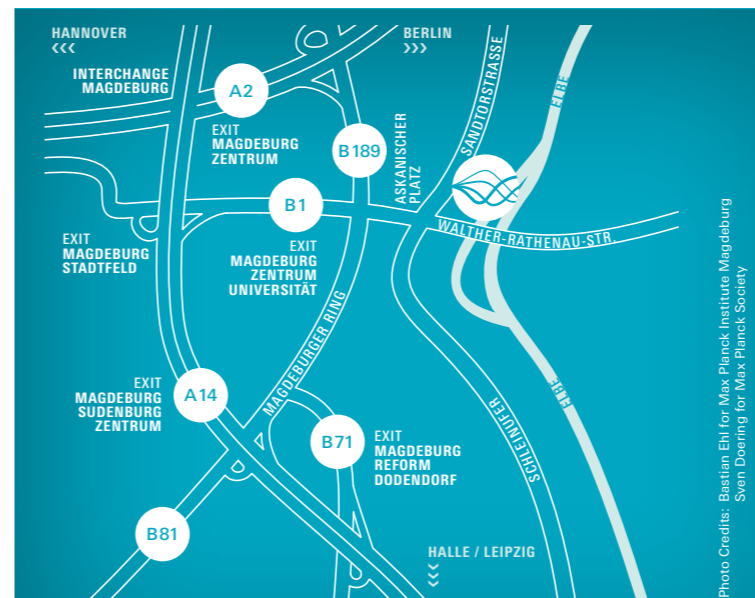 HANNOVER
<<<
BERLIN
>>>
INTERCHANGE
MAGDEBURG
A2
EXIT
MAGDEBURG
ZENTRUM
B189
ASKANISCHER
PLATZ
SANDTORSTRASSE
ELBE
B1
WALTHER-RATHENAU-STR.
EXIT
MAGDEBURG
STADTFELD
EXIT
MAGDEBURG
ZENTRUM
UNIVERSITÄT
MAGDEBURGER RING
EXIT
MAGDEBURG
SUDENBURG
ZENTRUM
A14
B71
EXIT
MAGDEBURG
REFORM
DODENDORF
SCHLEINUFER
ELBE
B81
HALLE / LEIPZIG
Photo Credits: Bastian Ehl for Max Planck Institute Magdeburg
Sven Doering for Max Planck Society